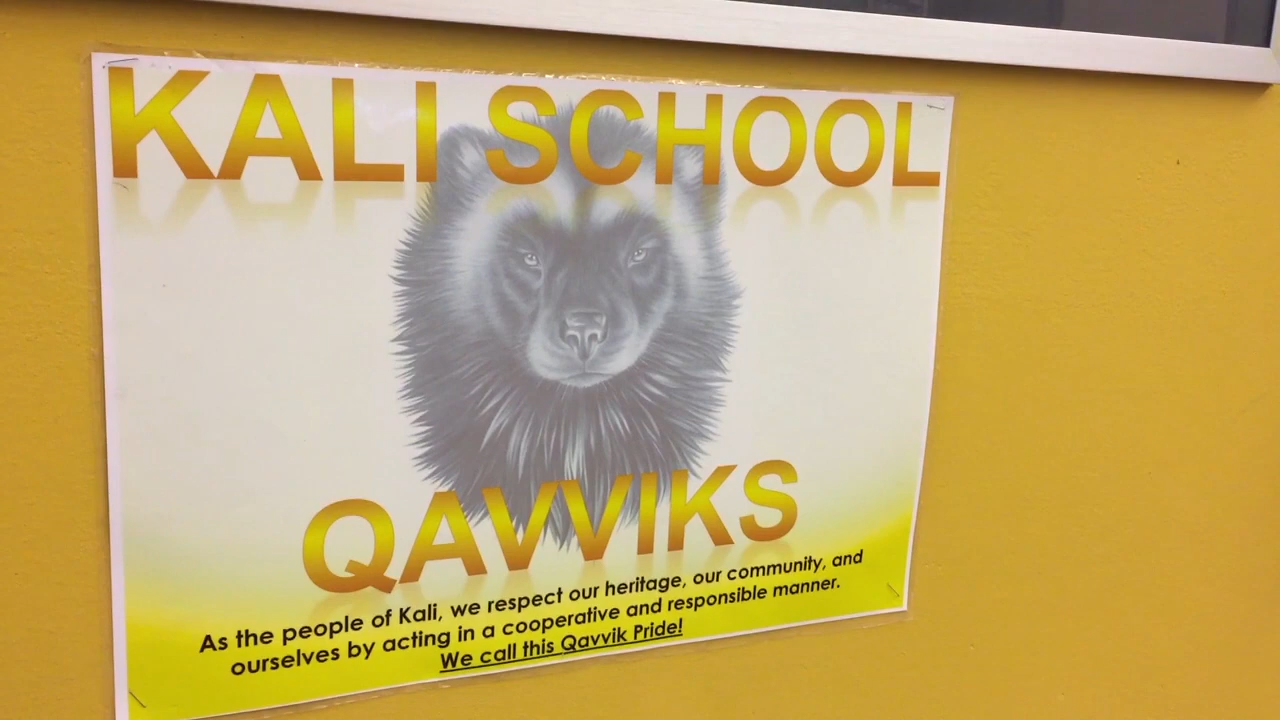 KALI SCHOOL
QAVVIKS
As the people of Kali, we respect our heritage, our community, and
ourselves by acting in a cooperative and responsible manner.
We call this Qavvik Pride!